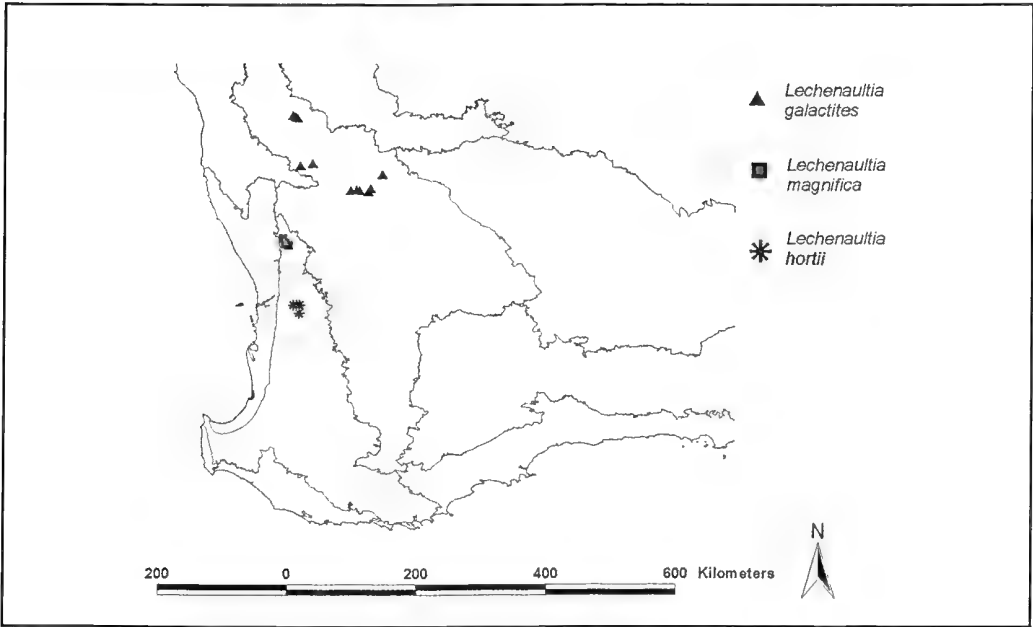 Lechenaultia
galactites
Lechenaultia
magnifica
Lechenaultia
hortii
N
200 0 200 400 600 Kilometers